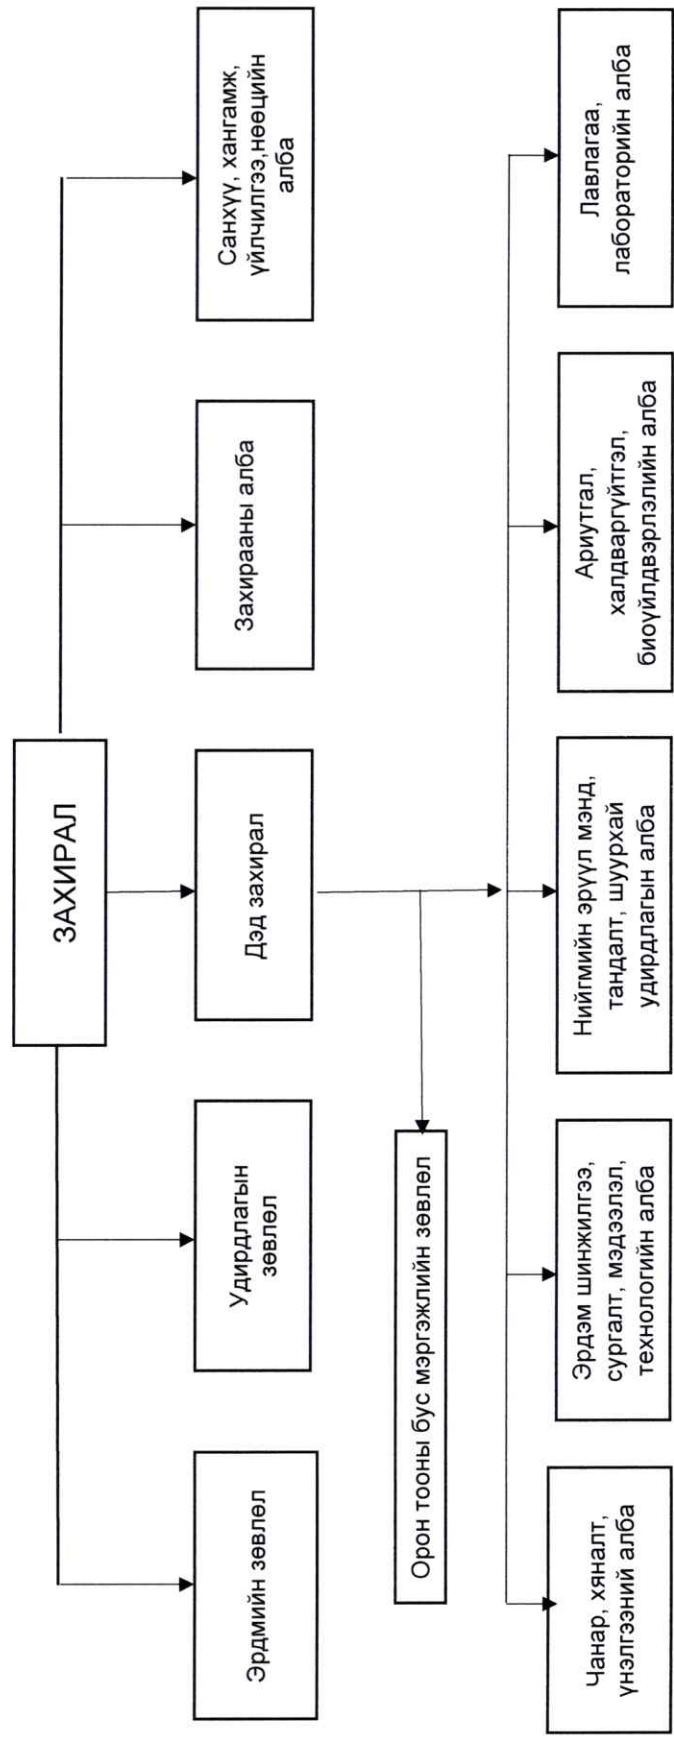 ЗАХИРАЛ
Эрдмийн зөвлөл
Удирдлагын
зөвлөл
Дэд захирал
Захирааны алба
Санхүү, хангамж,
үйлчилгээ,нөөцийн
алба
Орон тооны бус мэргэжлийн зөвлөл
Чанар, хяналт,
үнэлгээний алба
Эрдэм шинжилгээ,
сургалт, мэдээлэл,
технологийн алба
Нийгмийн эрүүл мэнд,
тандалт, шуурхай
удирдлагын алба
Ариутгал,
халдваргүйтгэл,
биоүйлдвэрлэлийн алба
Лавлагаа,
лабораторийн алба